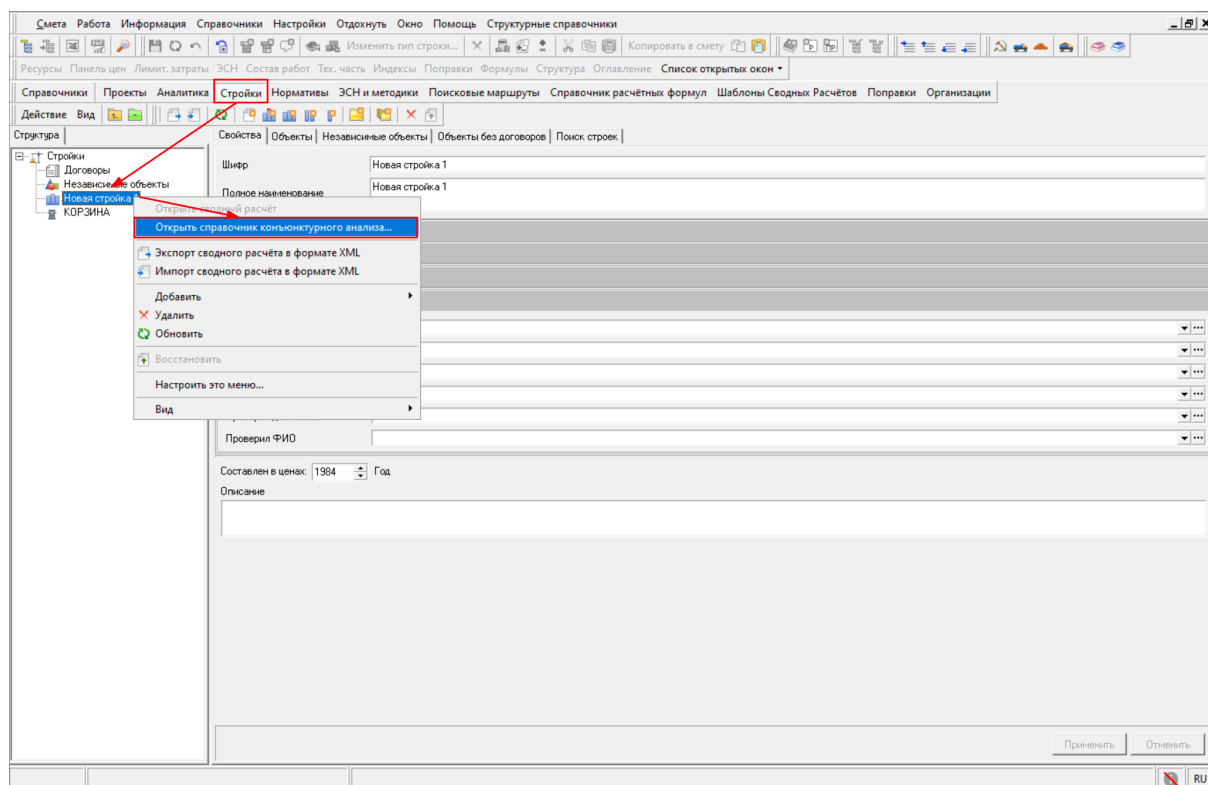 Смета Работа Информация Справочники Настройки Отдохнуть Окно Помощь Структурные справочники
Изменить тип строки... Копировать в смету
Ресурсы Панель цен Лимит. затраты ЭСН Состав работ Тех. часть Индексы Поправки Формулы Структура Оглавление Список открытых окон
Справочники Проекты Аналитика Стройки Нормативы ЭСН и методики Поисковые маршруты Справочник расчётных формул Шаблоны Сводных Расчётов Поправки Организации
Действие Вид
Структура
Свойства Объекты Независимые объекты Объекты без договоров Поиск строек
Стройки
Договоры
Независимые объекты
Новая стройка 1
КОРЗИНА
Шифр Новая стройка 1
Полное наименование Новая стройка 1
Открыть сводный расчёт
Открыть справочник конъюнктурного анализа...
Экспорт сводного расчёта в формате XML
Импорт сводного расчёта в формате XML
Добавить
Удалить
Обновить
Восстановить
Настроить это меню...
Вид
Проверил ФИО
Составлен в ценах: 1984 Год
Описание
Применить Отменить
RU